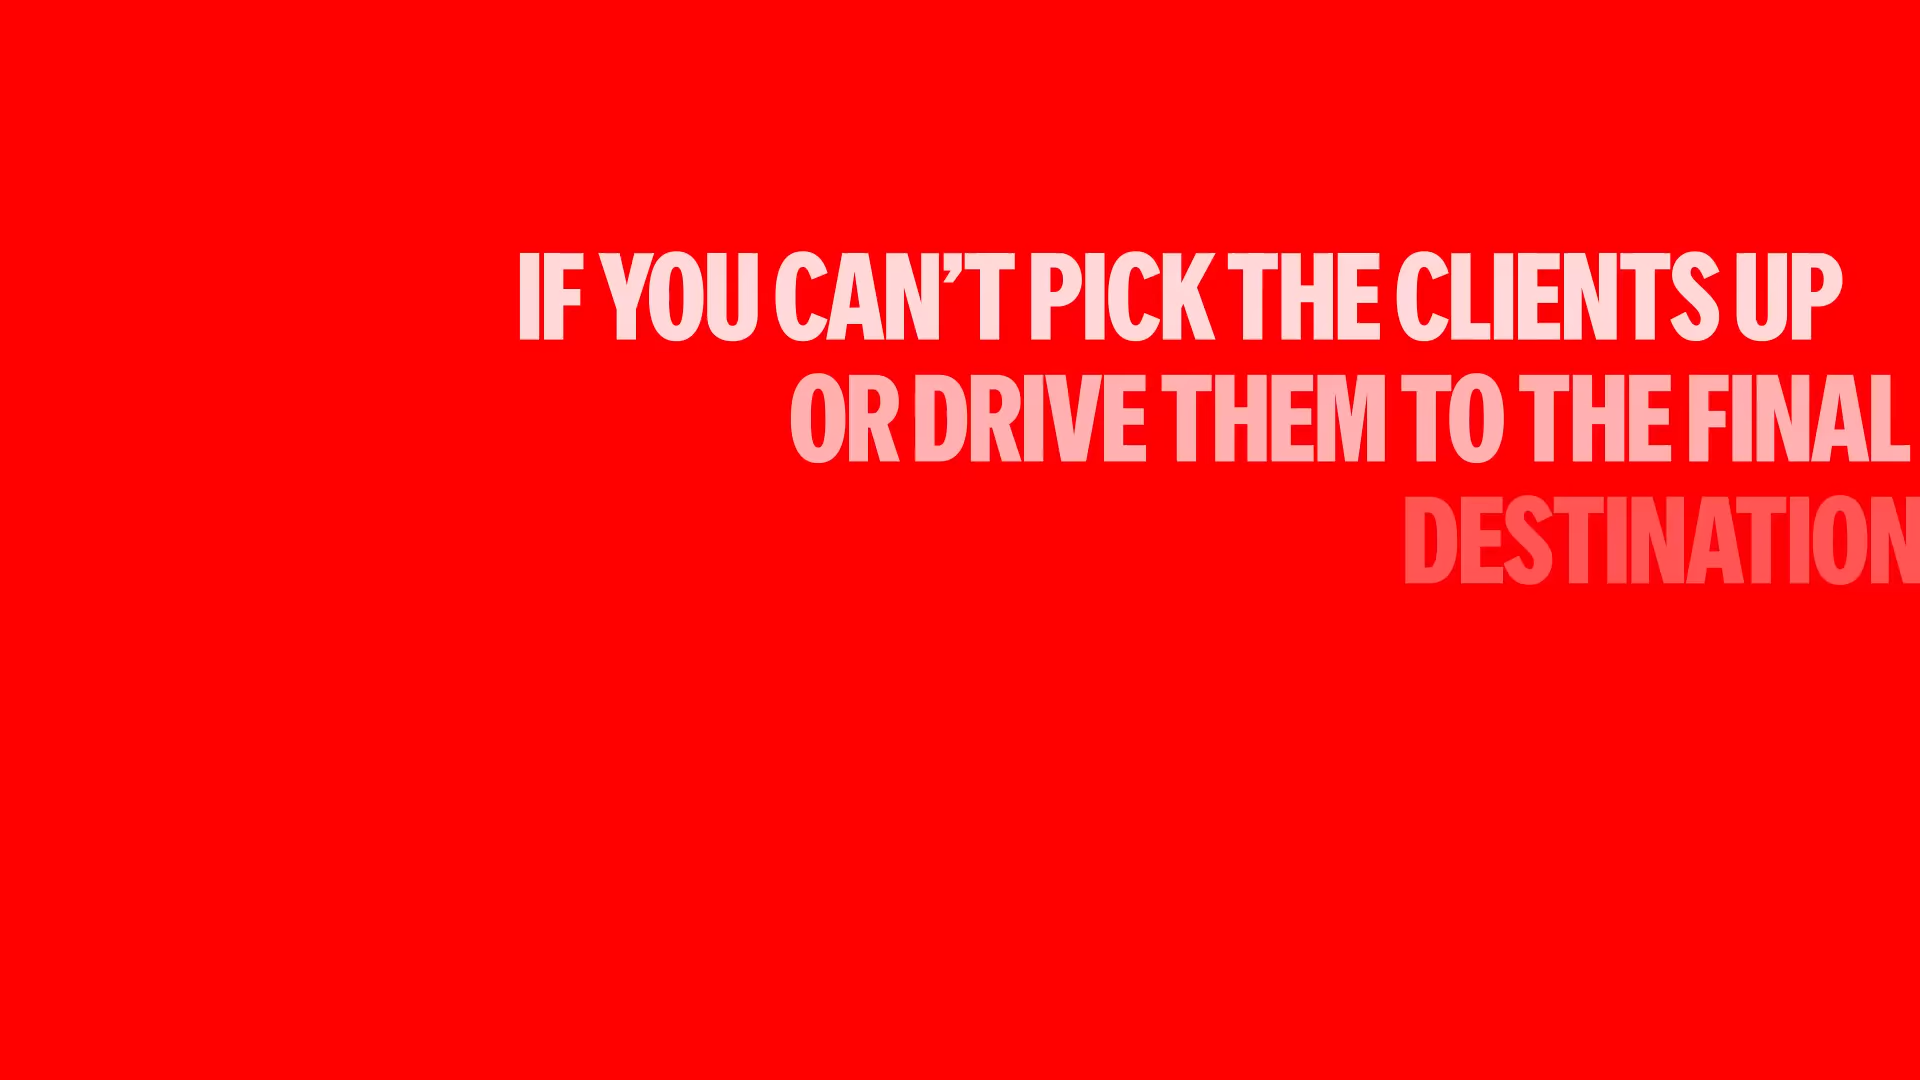 IF YOU CAN’T PICK THE CLIENTS UP
OR DRIVE THEM TO THE FINAL
DESTINATION